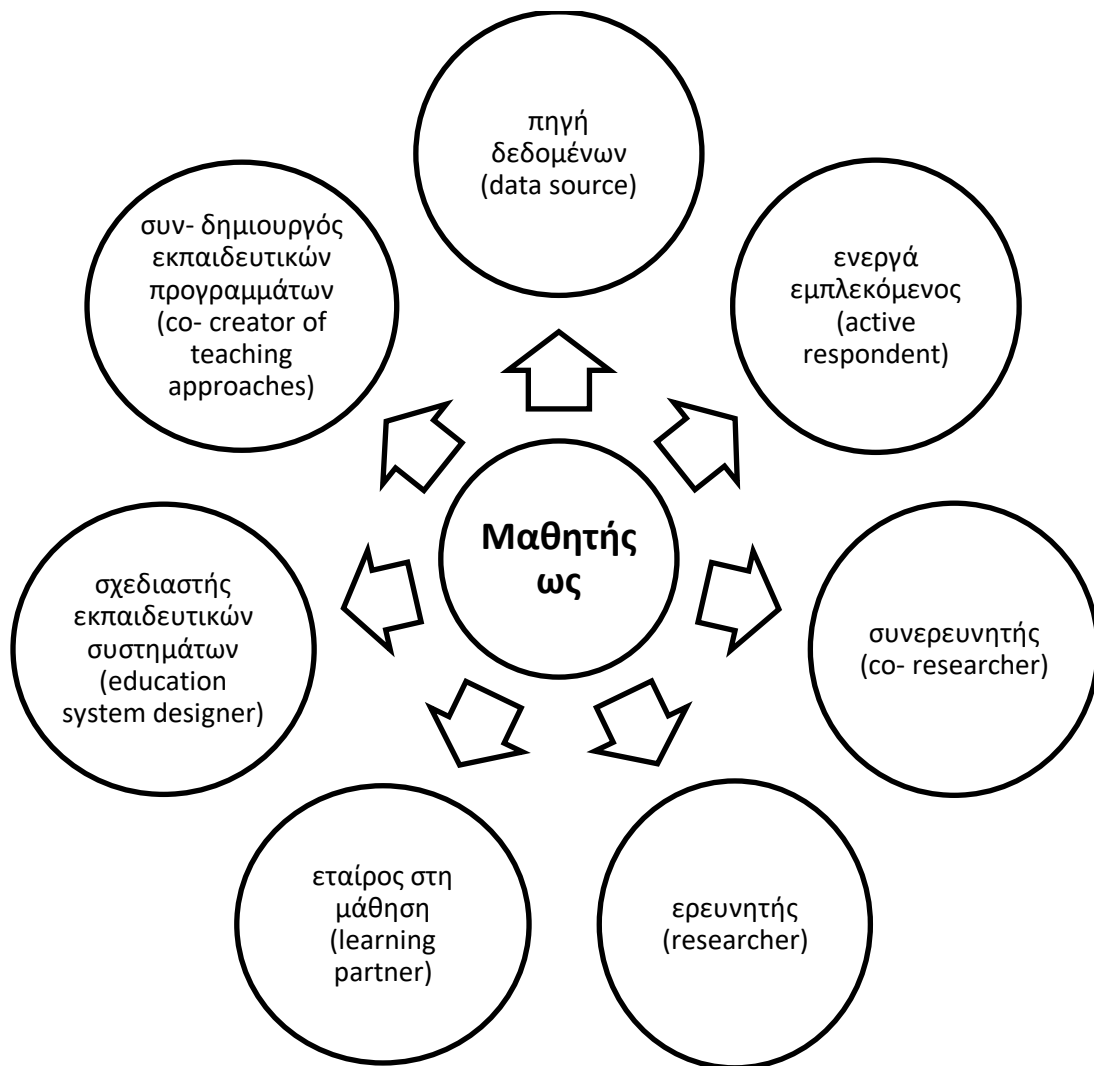 πηγή
δεδομένων
(data source)
ενεργά
εμπλεκόμενος
(active
respondent)
συνερευνητής
(co- researcher)
ερευνητής
(researcher)
εταίρος στη
μάθηση
(learning
partner)
σχεδιαστής
εκπαιδευτικών
συστημάτων
(education
system designer)
συν- δημιουργός
εκπαιδευτικών
προγραμμάτων
(co- creator of
teaching
approaches)
Μαθητής
ως